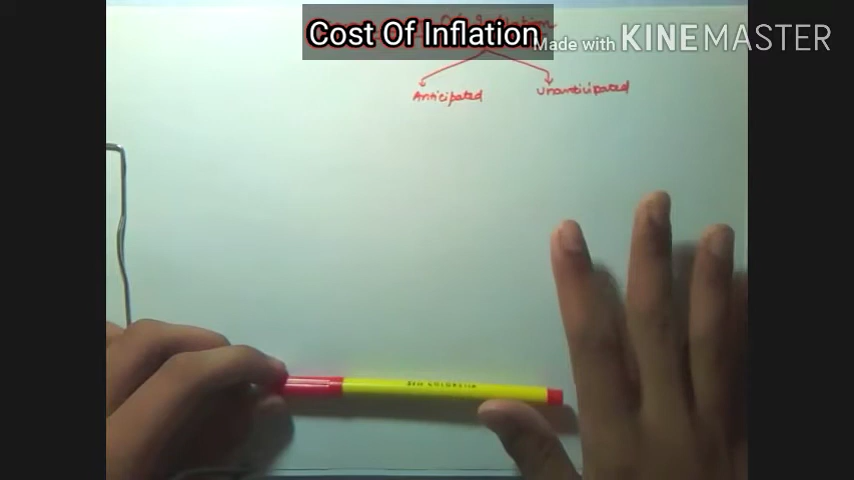 Cost Of Inflation
Made with KINEMASTER
Anticipated
unanticipated